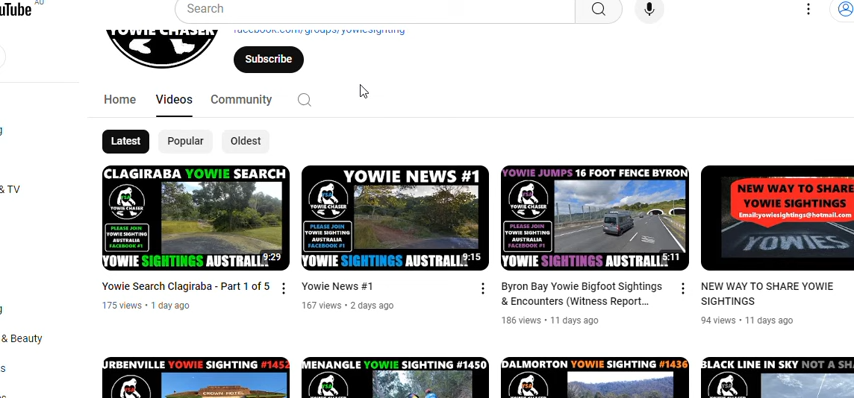 AU
uTube
Search
YOWIE CHASER
facebook.com/groups/yowiesighting
Subscribe
Home Videos Community
Latest Popular Oldest
& TV
& Beauty
CLAGIRABA YOWIE SEARCH
YOWIE CHASER
PLEASE JOIN
YOWIE SIGHTING
AUSTRALIA
FACEBOOK #1
YOWIE SIGHTINGS AUSTRALI
9:29
Yowie Search Clagiraba - Part 1 of 5
175 views • 1 day ago
YOWIE NEWS #1
YOWIE CHASER
PLEASE JOIN
YOWIE SIGHTING
AUSTRALIA
FACEBOOK #1
YOWIE SIGHTINGS AUSTRALI
9:15
Yowie News #1
167 views • 2 days ago
YOWIE JUMPS 16 FOOT FENCE BYRON
YOWIE CHASER
PLEASE JOIN
YOWIE SIGHTING
AUSTRALIA
FACEBOOK #1
YOWIE SIGHTINGS AUSTRALI
5:11
Byron Bay Yowie Bigfoot Sightings
& Encounters (Witness Report...
186 views • 11 days ago
NEW WAY TO SHARE
YOWIE SIGHTINGS
Email:yowiesightings@hotmail.com
YOWIES
NEW WAY TO SHARE YOWIE
SIGHTINGS
94 views • 11 days ago
URBENVILLE YOWIE SIGHTING #1452
CROWN HOTEL
MENANGLE YOWIE SIGHTING #1450
DALMORTON YOWIE SIGHTING #1436
BLACK LINE IN SKY NOT A SHA